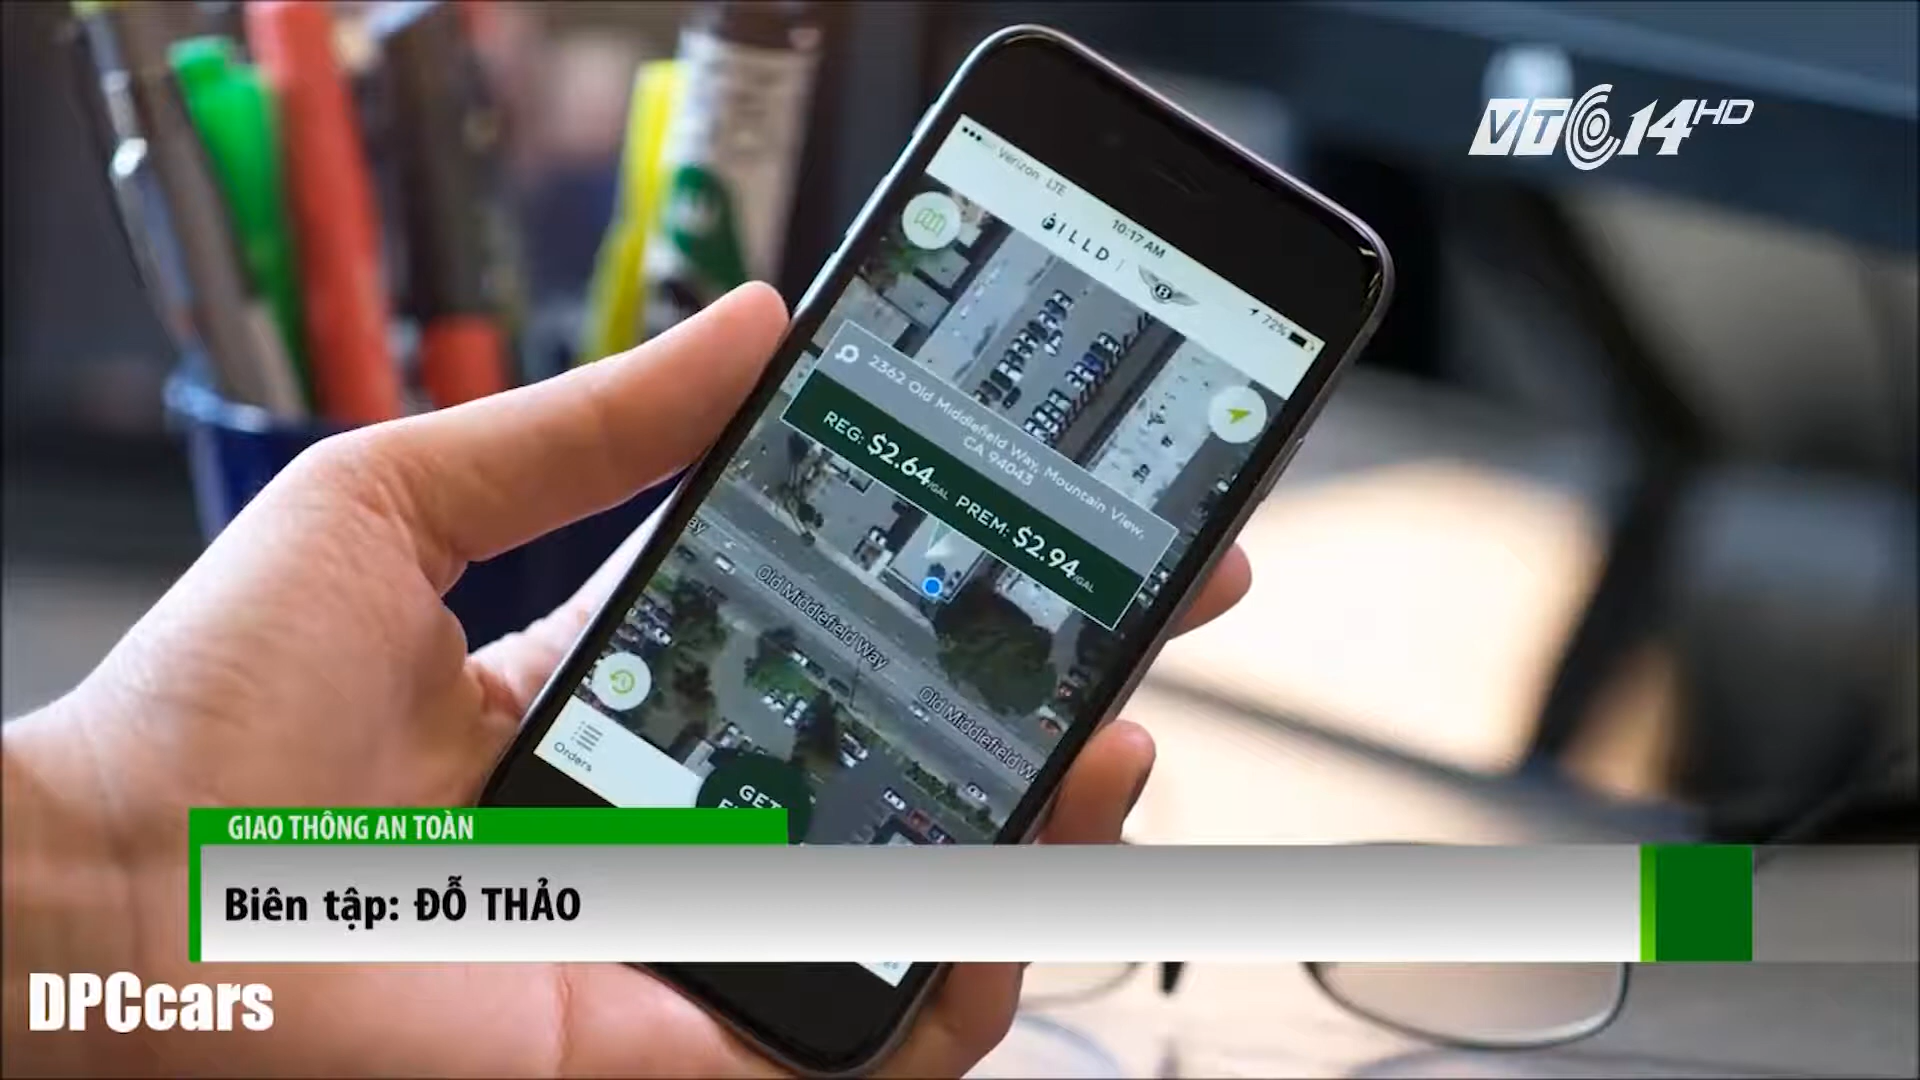 VTC14HD
Verizon LTE
10:17 AM
72%
FILLD
B
2362 Old Middlefield Way, Mountain View,
CA 94043
REG: $2.64/GAL PREM: $2.94/GAL
Old Middlefield Way
Old Middlefield Wa
Orders
GET
GIAO THÔNG AN TOÀN
Biên tập: ĐỖ THẢO
DPCcars